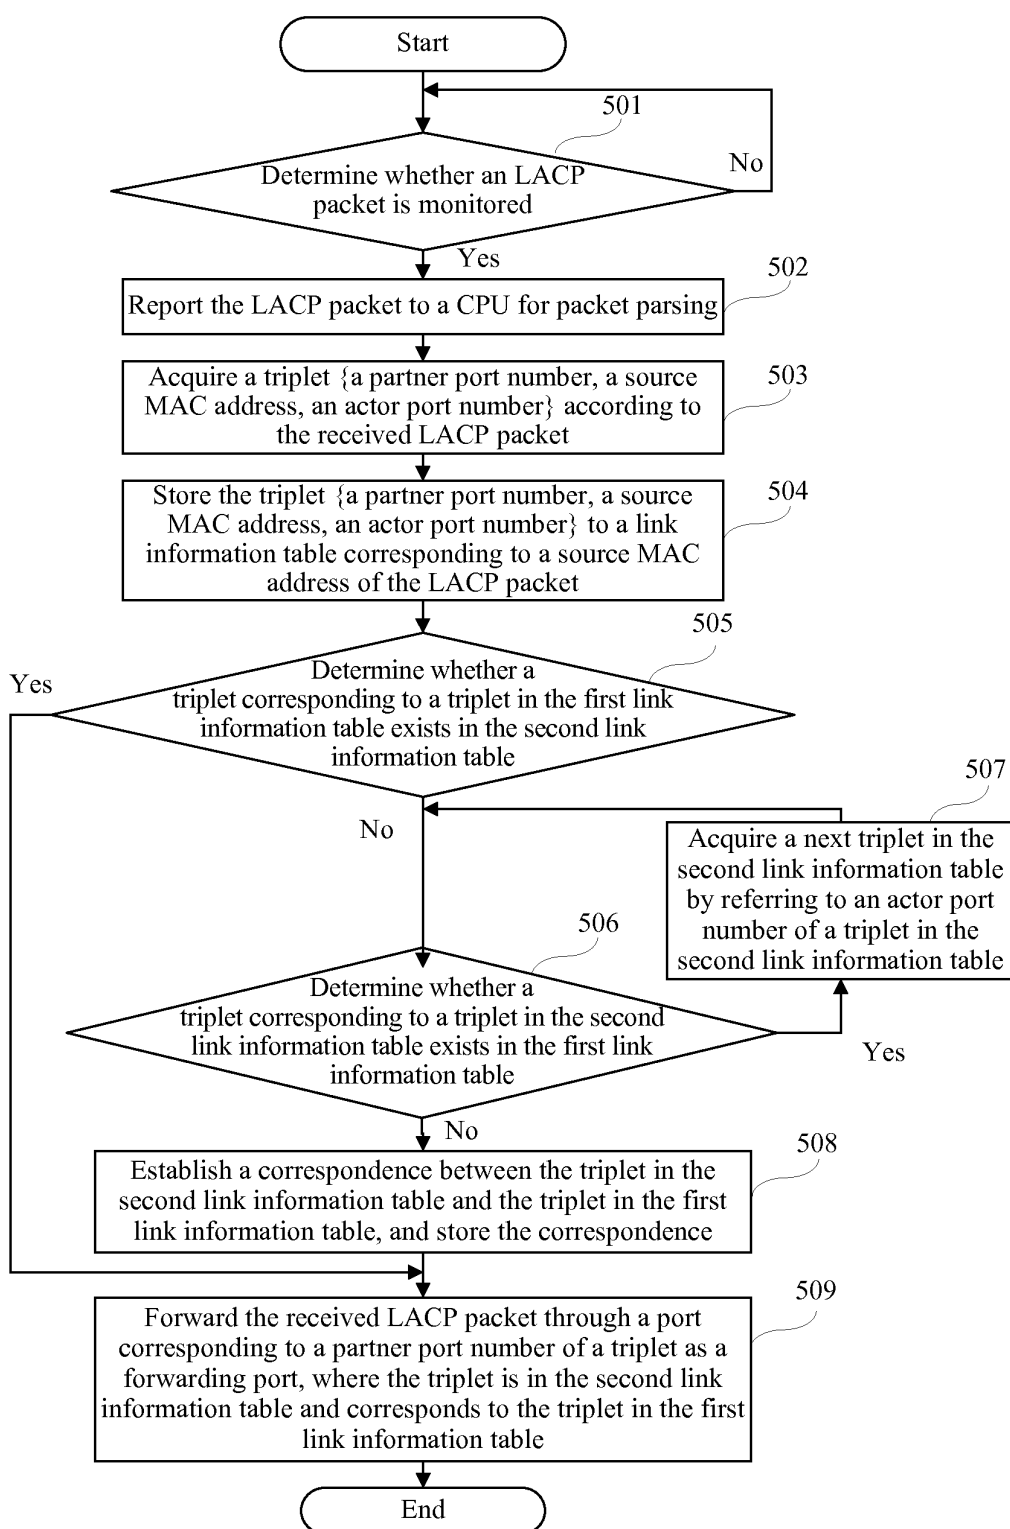 Start
501
No
Determine whether an LACP
packet is monitored
Yes
502
Report the LACP packet to a CPU for packet parsing
503
Acquire a triplet {a partner port number, a source
MAC address, an actor port number} according to
the received LACP packet
504
Store the triplet {a partner port number, a source
MAC address, an actor port number} to a link
information table corresponding to a source MAC
address of the LACP packet
505
Yes
Determine whether a
triplet corresponding to a triplet in the first link
information table exists in the second link
information table
No
507
Acquire a next triplet in the
second link information table
by referring to an actor port
number of a triplet in the
second link information table
506
Determine whether a
triplet corresponding to a triplet in the second
link information table exists in the first link
information table
Yes
No
508
Establish a correspondence between the triplet in the
second link information table and the triplet in the first
link information table, and store the correspondence
509
Forward the received LACP packet through a port
corresponding to a partner port number of a triplet as a
forwarding port, where the triplet is in the second link
information table and corresponds to the triplet in the first
link information table
End